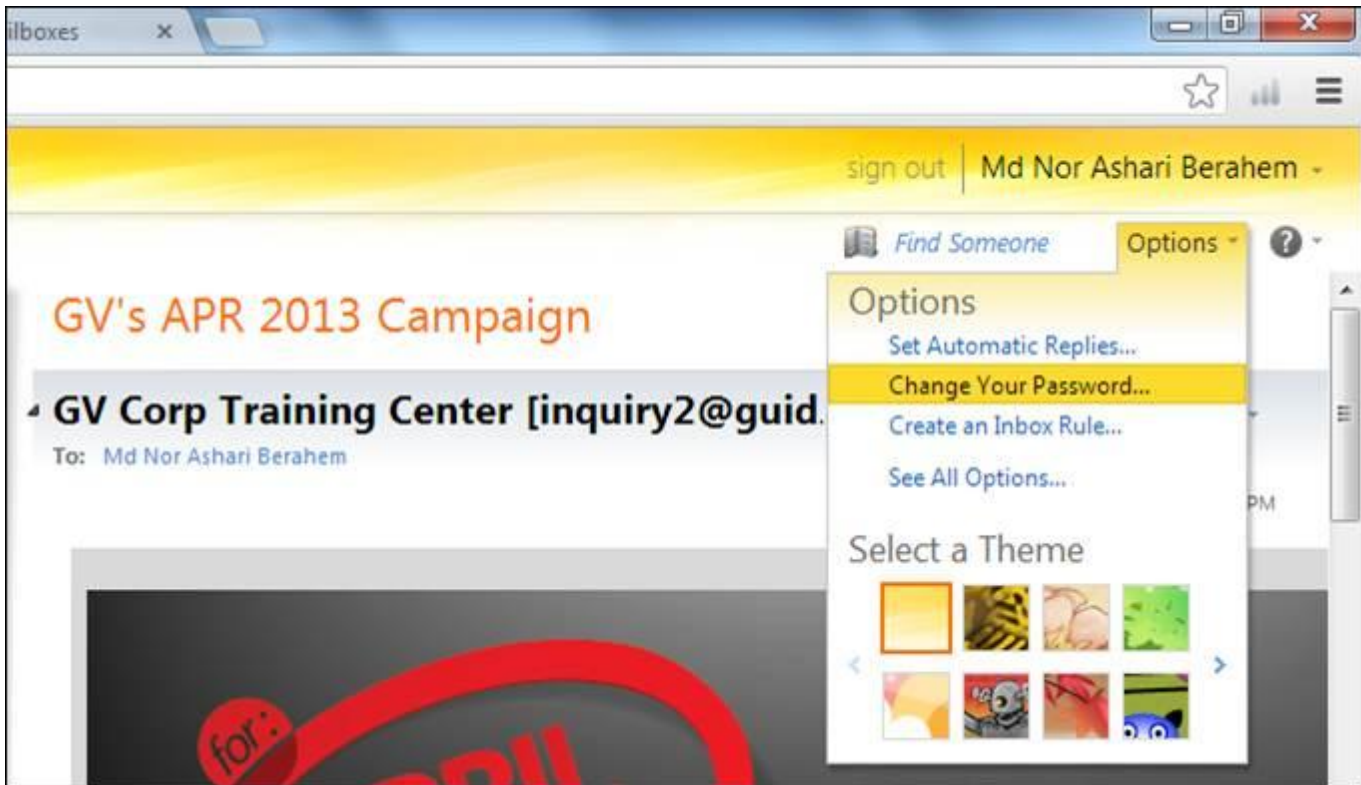 ilboxes
sign out Md Nor Ashari Berahem
Find Someone Options
GV's APR 2013 Campaign
Options
Set Automatic Replies...
Change Your Password...
GV Corp Training Center [inquiry2@guid.
Create an Inbox Rule...
To: Md Nor Ashari Berahem
See All Options...
PM
Select a Theme
for: